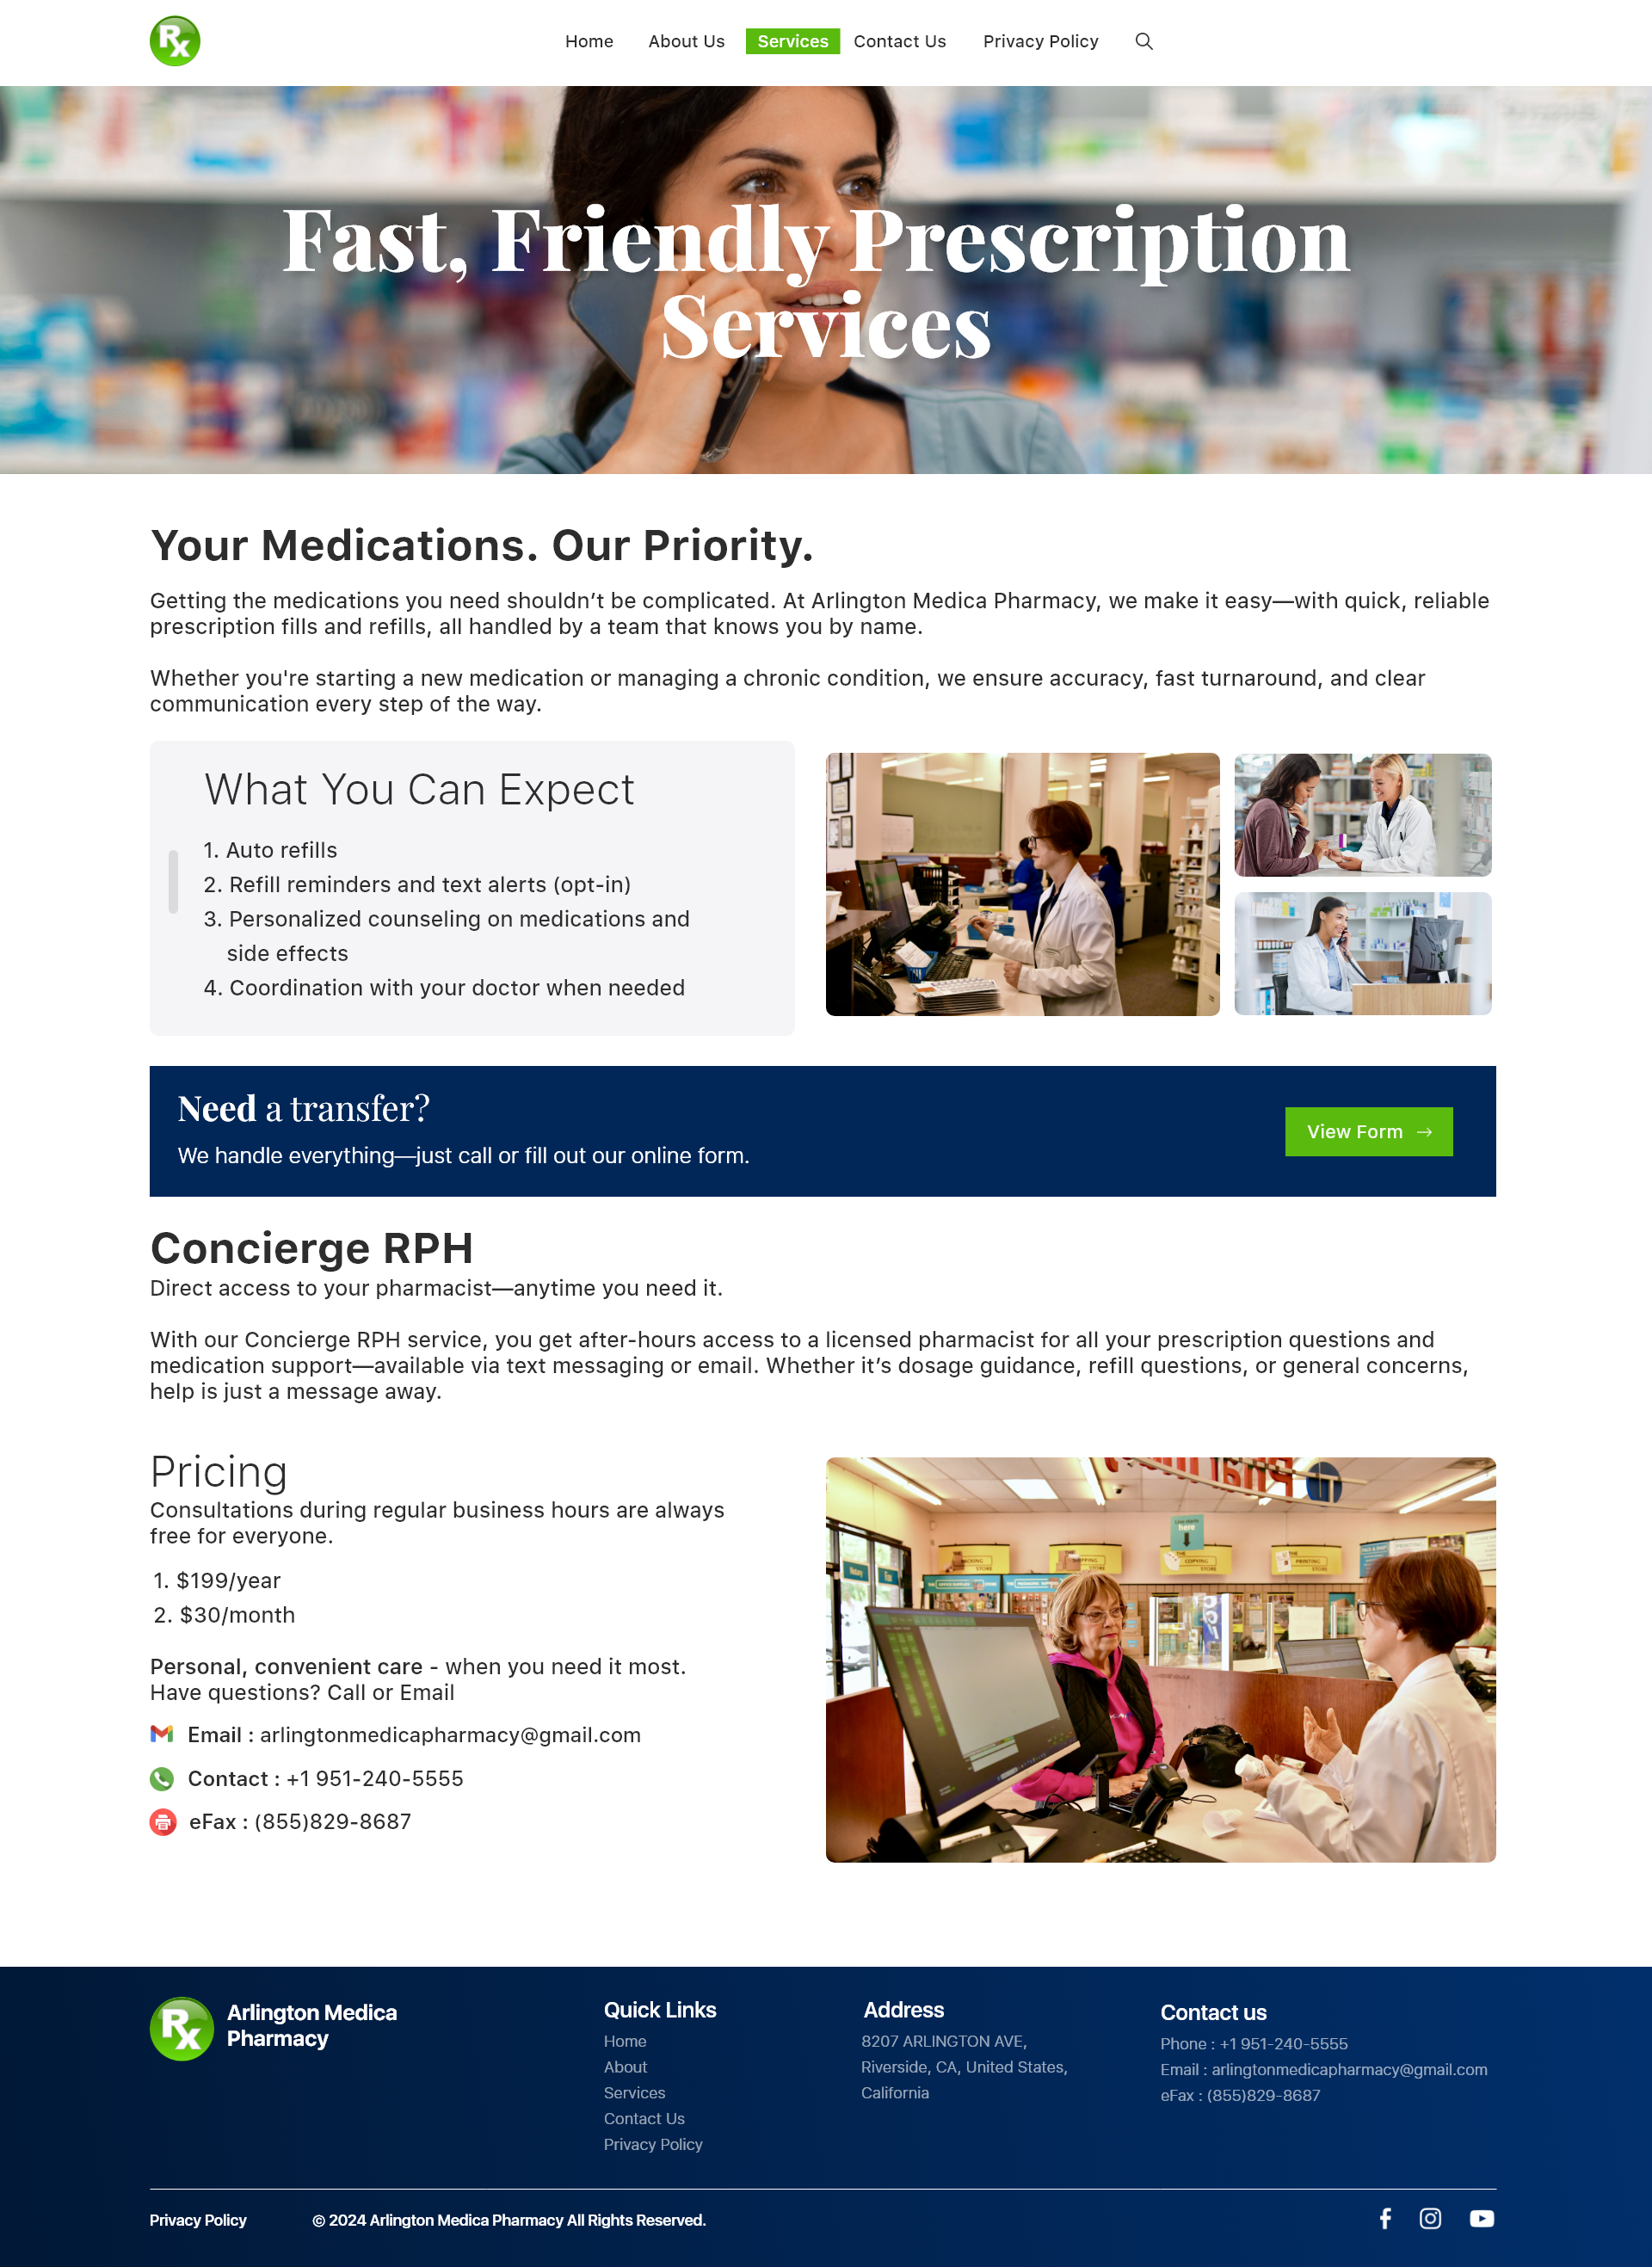 Rx
Home About Us Services Contact Us Privacy Policy
Fast, Friendly Prescription
Services
Your Medications. Our Priority.
Getting the medications you need shouldn’t be complicated. At Arlington Medica Pharmacy, we make it easy—with quick, reliable
prescription fills and refills, all handled by a team that knows you by name.
Whether you're starting a new medication or managing a chronic condition, we ensure accuracy, fast turnaround, and clear
communication every step of the way.
What You Can Expect
1. Auto refills
2. Refill reminders and text alerts (opt-in)
3. Personalized counseling on medications and
side effects
4. Coordination with your doctor when needed
Need a transfer?
We handle everything—just call or fill out our online form.
View Form →
Concierge RPH
Direct access to your pharmacist—anytime you need it.
With our Concierge RPH service, you get after-hours access to a licensed pharmacist for all your prescription questions and
medication support—available via text messaging or email. Whether it’s dosage guidance, refill questions, or general concerns,
help is just a message away.
Pricing
Consultations during regular business hours are always
free for everyone.
1. $199/year
2. $30/month
Personal, convenient care - when you need it most.
Have questions? Call or Email
Email : arlingtonmedicapharmacy@gmail.com
Contact : +1 951-240-5555
eFax : (855)829-8687
here
COPYING
STORE
PRINTING
STORE
Rx
Arlington Medica
Pharmacy
Quick Links
Home
About
Services
Contact Us
Privacy Policy
Address
8207 ARLINGTON AVE,
Riverside, CA, United States,
California
Contact us
Phone : +1 951-240-5555
Email : arlingtonmedicapharmacy@gmail.com
eFax : (855)829-8687
Privacy Policy © 2024 Arlington Medica Pharmacy All Rights Reserved.